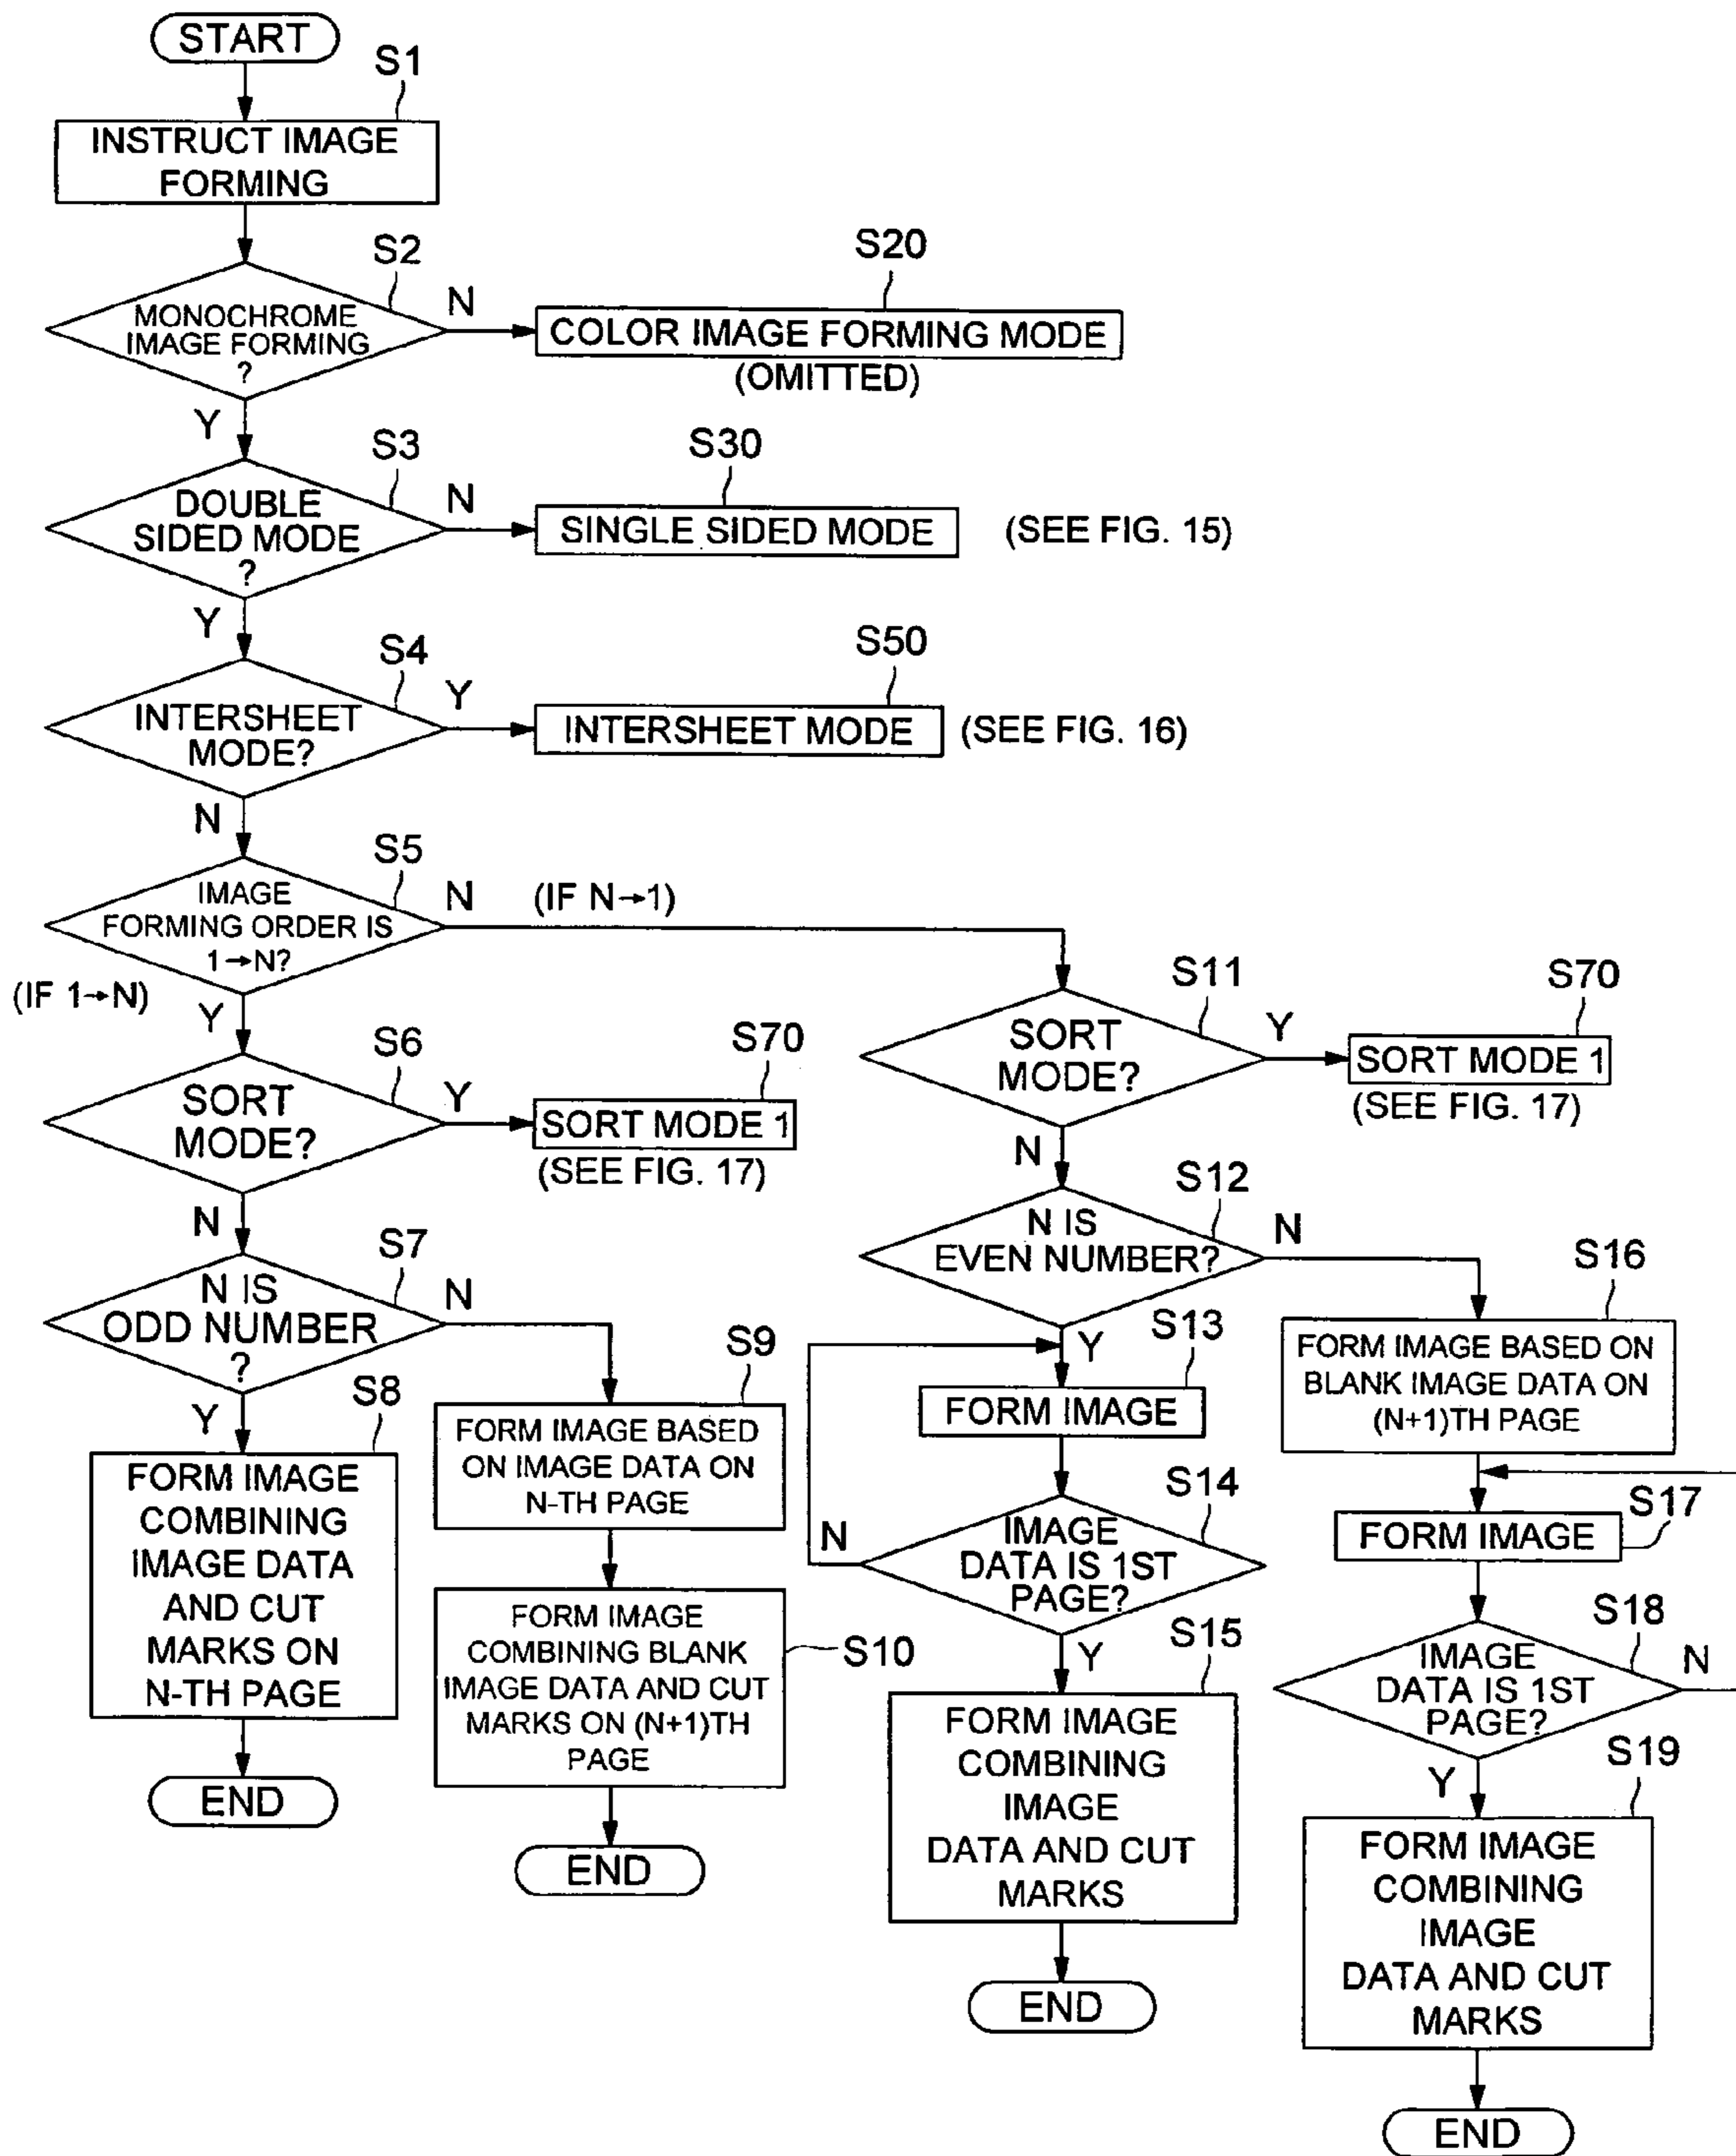 START
S1
INSTRUCT IMAGE
FORMING
S2
MONOCHROME
IMAGE FORMING
?
N
Y
S20
COLOR IMAGE FORMING MODE
(OMITTED)
S3
DOUBLE
SIDED MODE
?
N
Y
S30
SINGLE SIDED MODE
(SEE FIG. 15)
S4
INTERSHEET
MODE?
Y
N
S50
INTERSHEET MODE
(SEE FIG. 16)
S5
IMAGE
FORMING ORDER IS
1→N?
N
(IF N→1)
(IF 1→N)
Y
S6
SORT
MODE?
Y
N
S70
SORT MODE 1
(SEE FIG. 17)
S7
N IS
ODD NUMBER
?
N
Y
S8
FORM IMAGE
COMBINING
IMAGE DATA
AND CUT
MARKS ON
N-TH PAGE
END
S9
FORM IMAGE BASED
ON IMAGE DATA ON
N-TH PAGE
FORM IMAGE
COMBINING BLANK
IMAGE DATA AND CUT
MARKS ON (N+1)TH
PAGE
S10
END
S11
SORT
MODE?
Y
N
S70
SORT MODE 1
(SEE FIG. 17)
S12
N IS
EVEN NUMBER?
N
Y
S13
FORM IMAGE
S14
IMAGE
DATA IS 1ST
PAGE?
N
Y
S15
FORM IMAGE
COMBINING
IMAGE
DATA AND CUT
MARKS
END
S16
FORM IMAGE BASED ON
BLANK IMAGE DATA ON
(N+1)TH PAGE
S17
FORM IMAGE
S18
IMAGE
DATA IS 1ST
PAGE?
N
Y
S19
FORM IMAGE
COMBINING
IMAGE
DATA AND CUT
MARKS
END